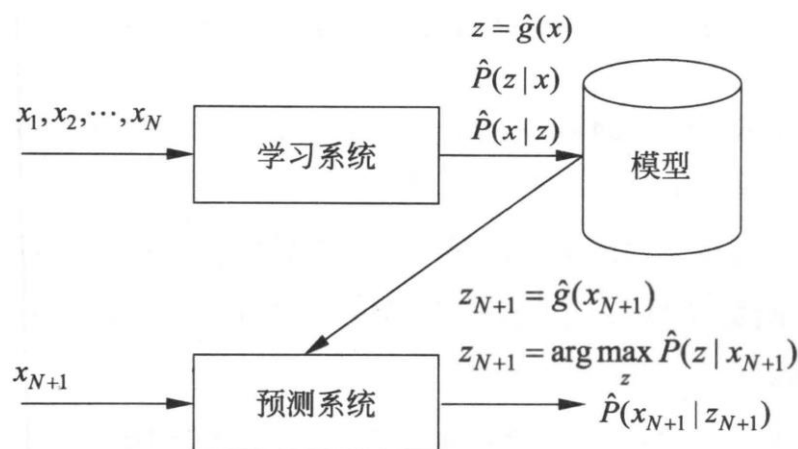 z = ĝ(x)
P̂(z | x)
x₁, x₂, ⋯, x_N
P̂(x | z)
学习系统
模型
z_{N+1} = ĝ(x_{N+1})
z_{N+1} = arg max_z P̂(z | x_{N+1})
x_{N+1}
预测系统
P̂(x_{N+1} | z_{N+1})